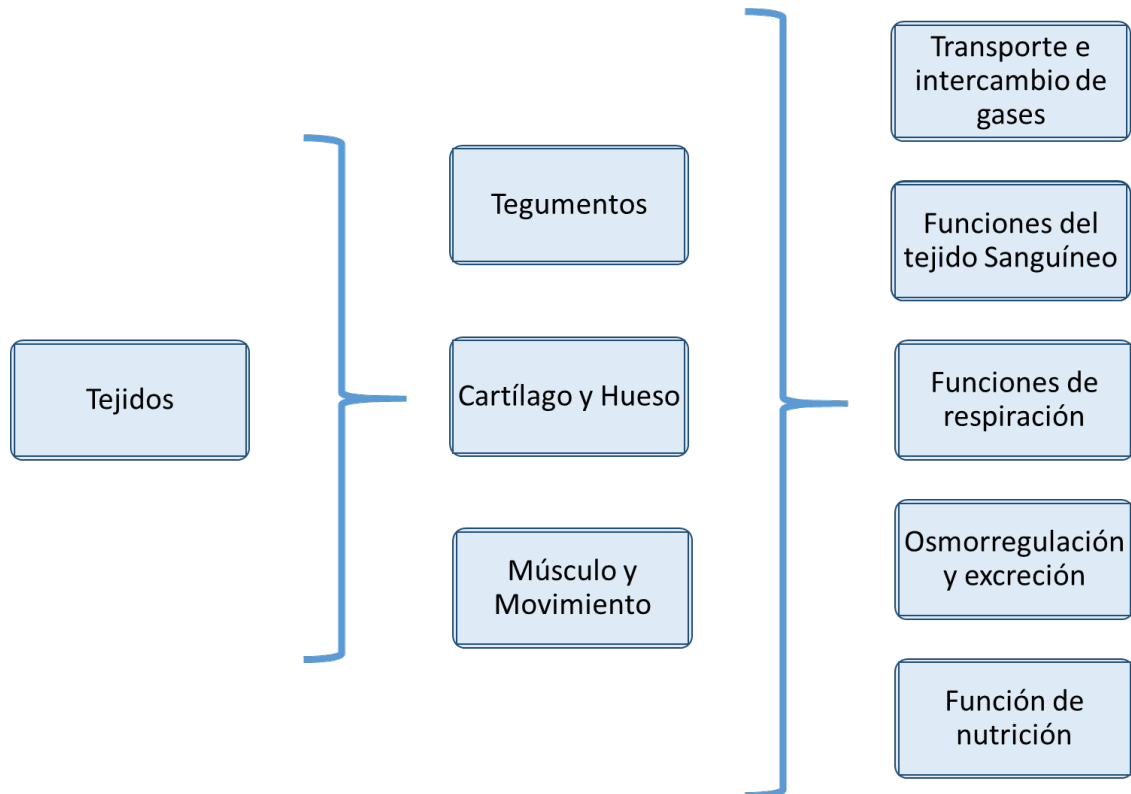 Tejidos
Tegumentos
Cartílago y Hueso
Músculo y
Movimiento
Transporte e
intercambio de
gases
Funciones del
tejido Sanguíneo
Funciones de
respiración
Osmorregulación
y excreción
Función de
nutrición